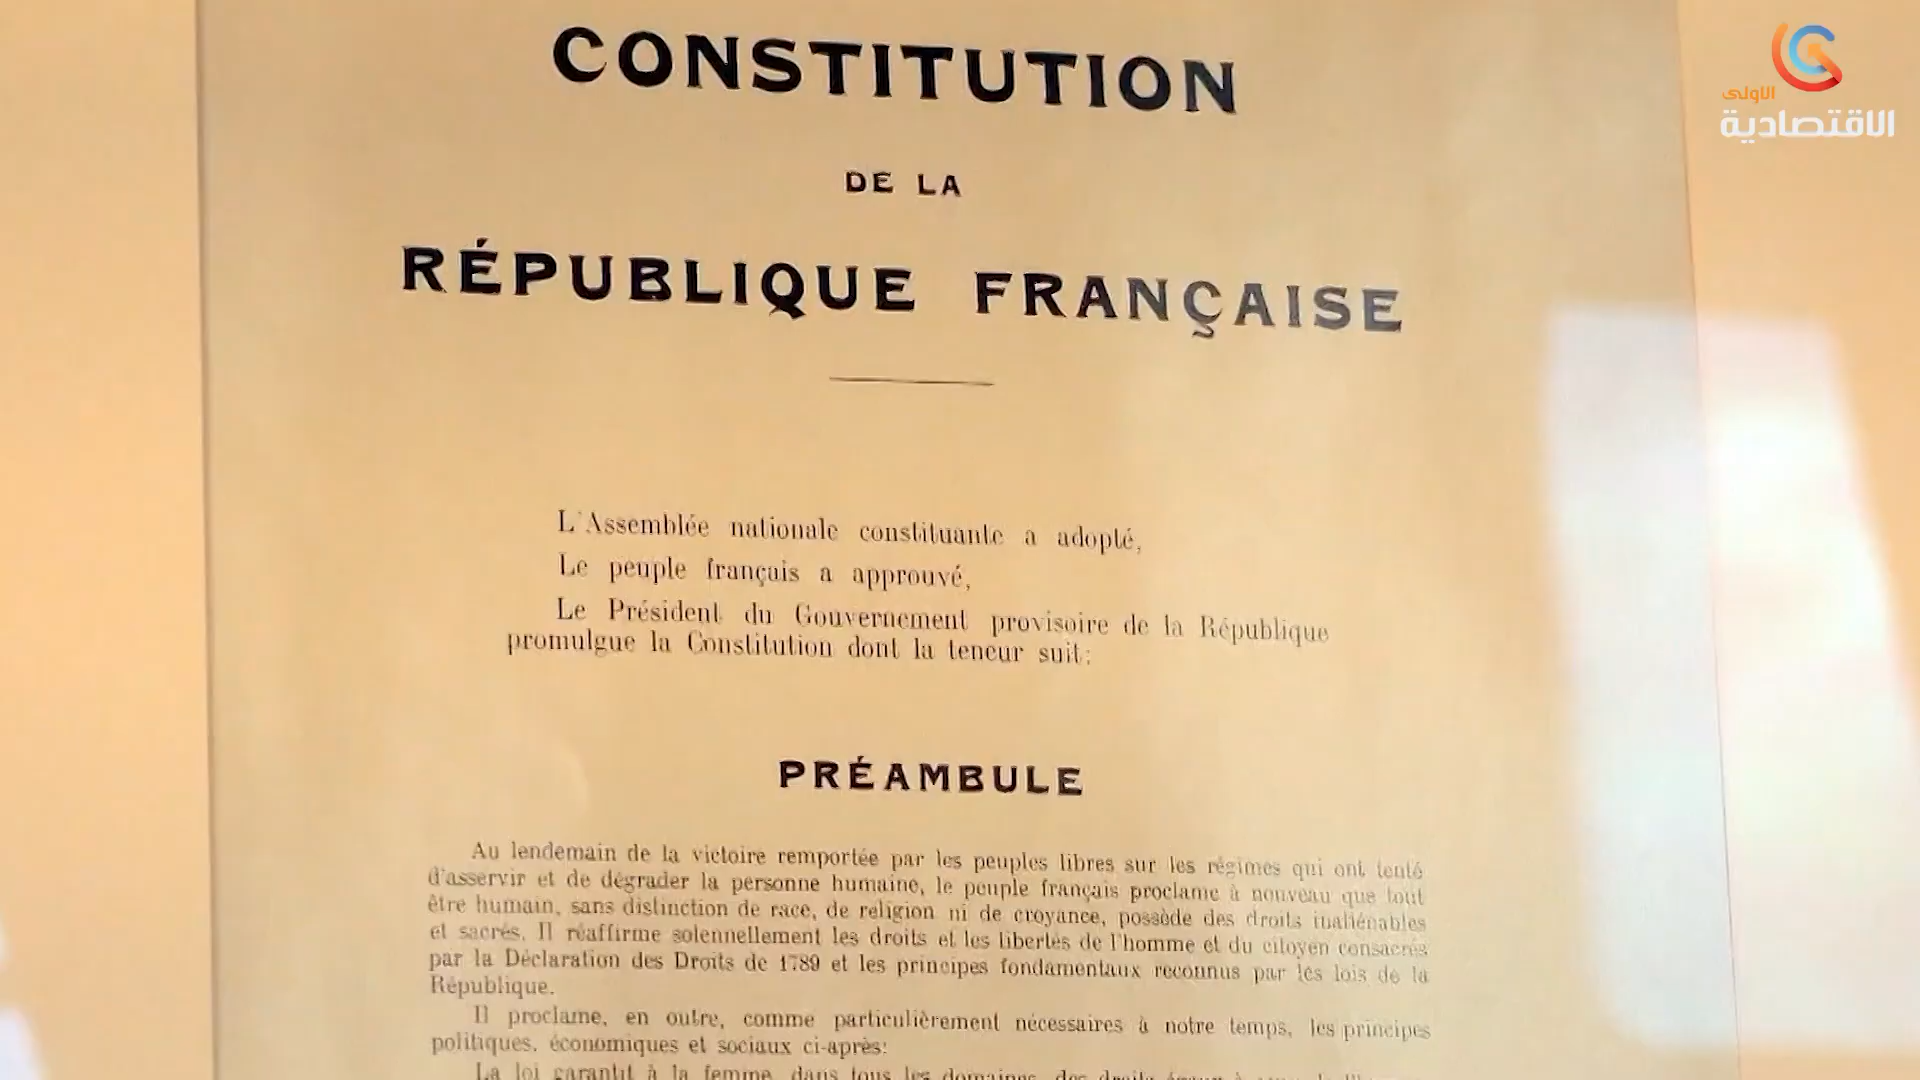 CONSTITUTION
DE LA
RÉPUBLIQUE FRANÇAISE
L'Assemblée nationale constituante a adopté,
Le peuple français a approuvé,
Le Président du Gouvernement provisoire de la République
promulgue la Constitution dont la teneur suit:
PRÉAMBULE
Au lendemain de la victoire remportée par les peuples libres sur les régimes qui ont tenté
d'asservir et de dégrader la personne humaine, le peuple français proclame à nouveau que tout
être humain, sans distinction de race, de religion ni de croyance, possède des droits inaliénables
et sacrés. Il réaffirme solennellement les droits et les libertés de l'homme et du citoyen consacrés
par la Déclaration des Droits de 1789 et les principes fondamentaux reconnus par les lois de la
République.
Il proclame, en outre, comme particulièrement nécessaires à notre temps, les principes
politiques, économiques et sociaux ci-après:
La loi garantit à la femme, dans tous les domaines, des droits
الاولى
الاقتصادية